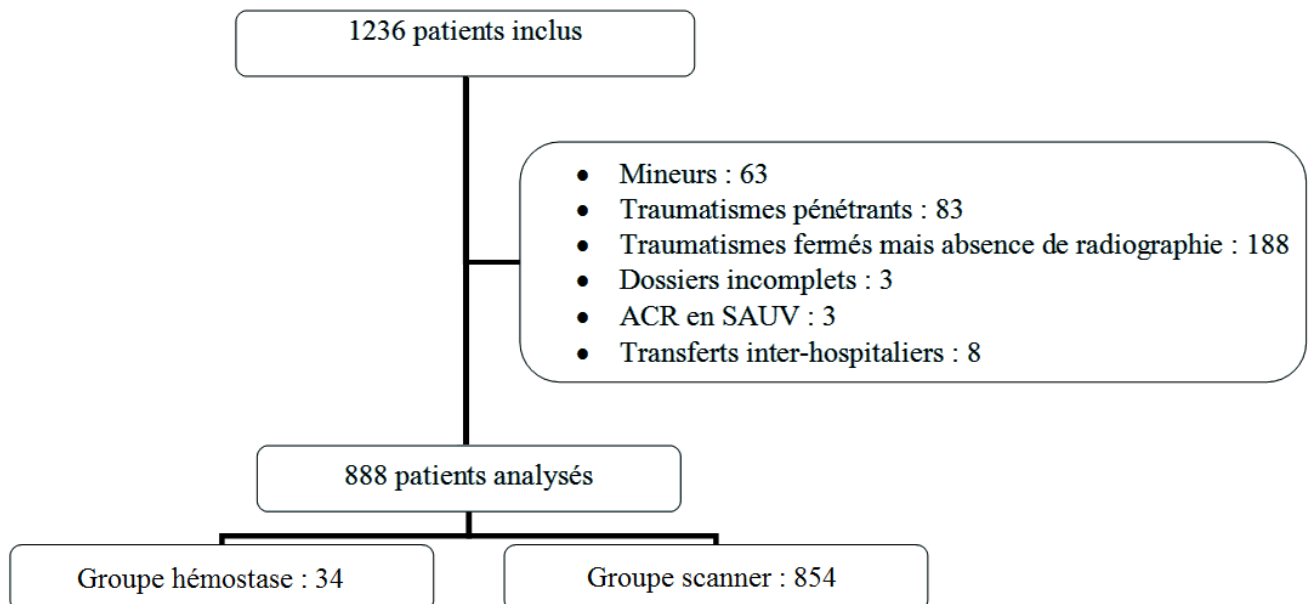 1236 patients inclus
• Mineurs : 63
• Traumatismes pénétrants : 83
• Traumatismes fermés mais absence de radiographie : 188
• Dossiers incomplets : 3
• ACR en SAUV : 3
• Transferts inter-hospitaliers : 8
888 patients analysés
Groupe hémostase : 34
Groupe scanner : 854